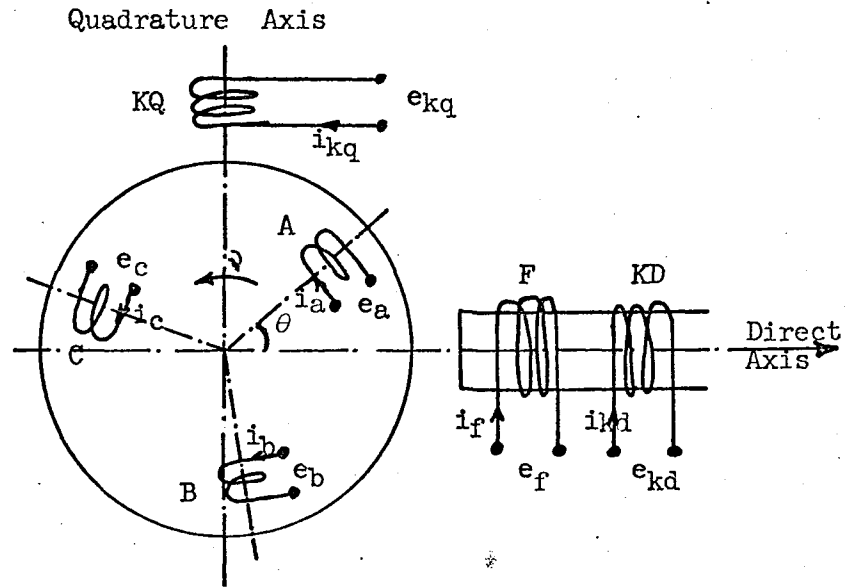 Quadrature Axis
KQ
e_kq
i_kq
A
e_c
i_c
C
i_a
e_a
θ
F
KD
Direct
Axis
i_b
e_b
B
i_f
i_kd
e_f
e_kd